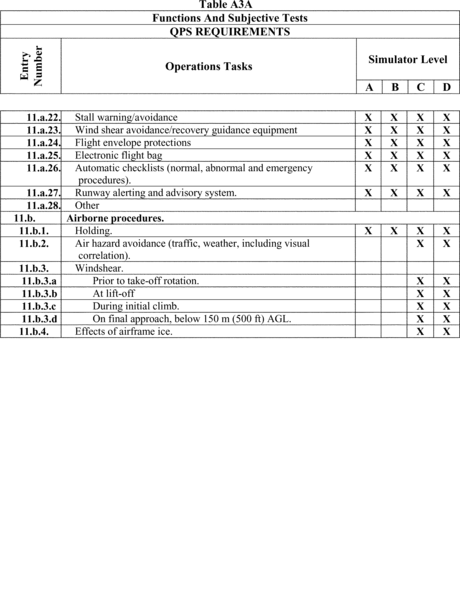 Table A3A
Functions And Subjective Tests
QPS REQUIREMENTS
Entry Number
Operations Tasks
Simulator Level
A B C D
11.a.22. Stall warning/avoidance X X X X
11.a.23. Wind shear avoidance/recovery guidance equipment X X X X
11.a.24. Flight envelope protections X X X X
11.a.25. Electronic flight bag X X X X
11.a.26. Automatic checklists (normal, abnormal and emergency X X X X
procedures).
11.a.27. Runway alerting and advisory system. X X X X
11.a.28. Other
11.b. Airborne procedures.
11.b.1. Holding. X X X X
11.b.2. Air hazard avoidance (traffic, weather, including visual X X
correlation).
11.b.3. Windshear.
11.b.3.a Prior to take-off rotation. X X
11.b.3.b At lift-off X X
11.b.3.c During initial climb. X X
11.b.3.d On final approach, below 150 m (500 ft) AGL. X X
11.b.4. Effects of airframe ice. X X